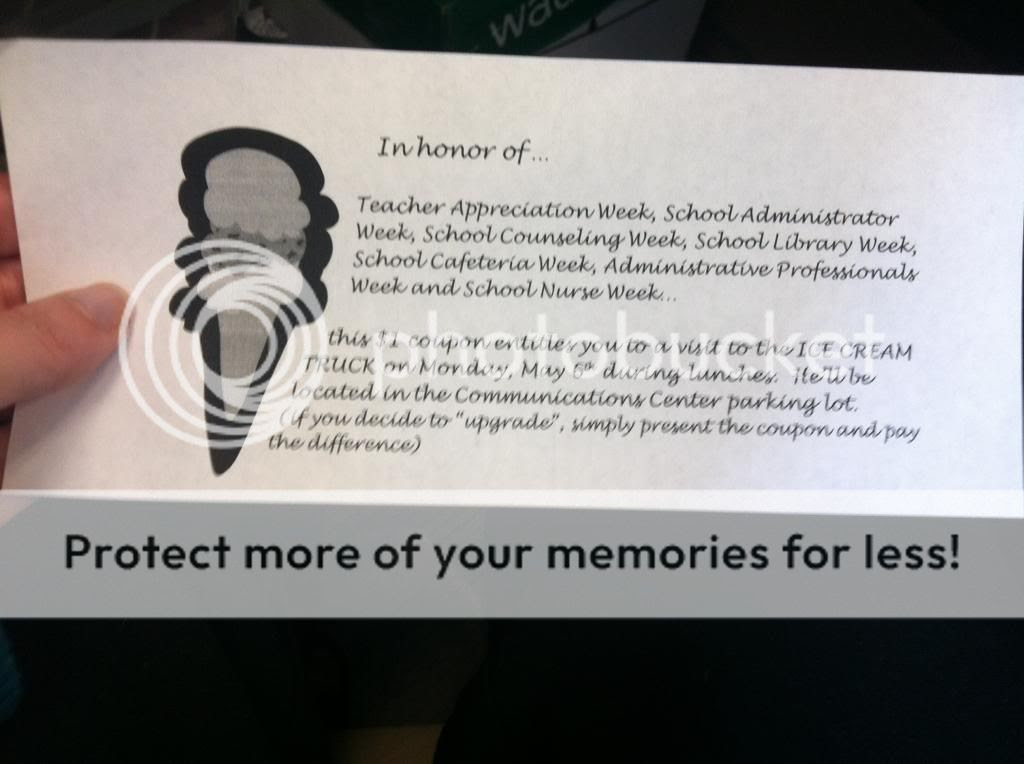 wa
In honor of...
Teacher Appreciation Week, School Administrator
Week, School Counseling Week, School Library Week,
School Cafeteria Week, Administrative Professionals
Week and School Nurse Week...
this $1 coupon entitles you to a visit to the ICE CREAM
TRUCK on Monday, May 6th during lunches. He'll be
located in the Communications Center parking lot.
(if you decide to "upgrade", simply present the coupon and pay
the difference)
photobucket
Protect more of your memories for less!